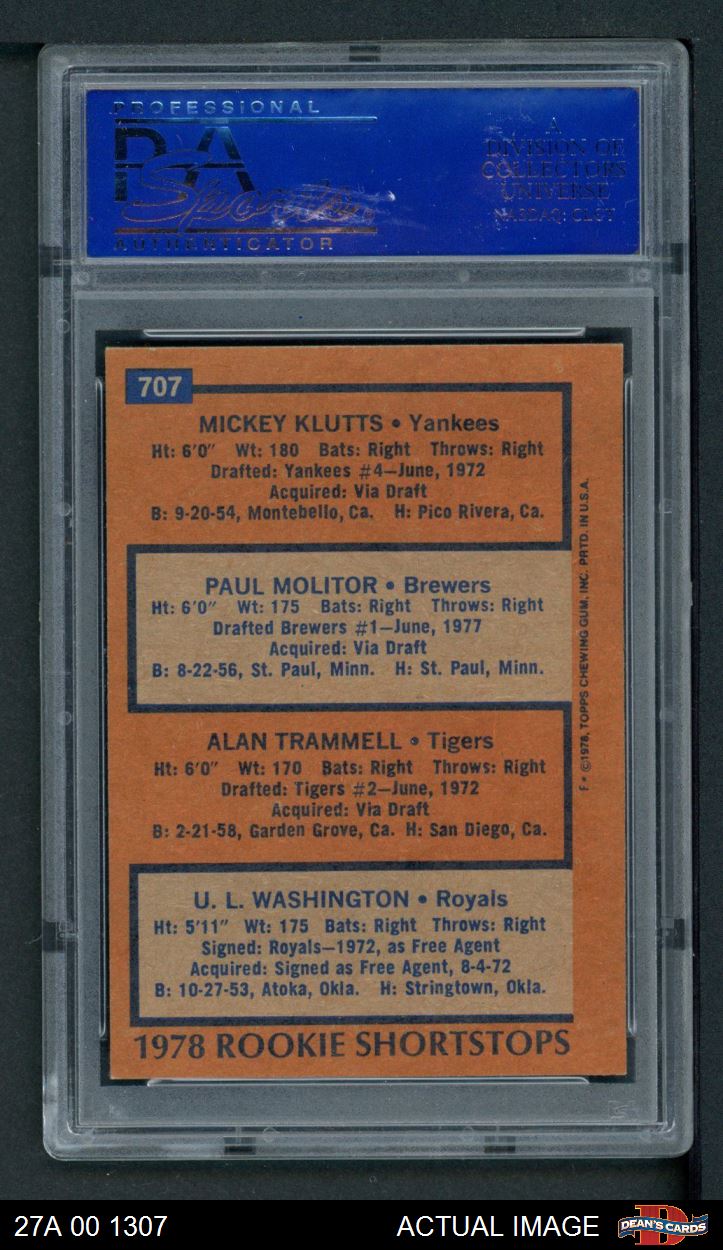 PROFESSIONAL
PSA
Sports
AUTHENTICATOR
A
DIVISION OF
COLLECTORS
UNIVERSE
NASDAQ: CLCT
707
MICKEY KLUTTS • Yankees
Ht: 6'0" Wt: 180 Bats: Right Throws: Right
Drafted: Yankees #4—June, 1972
Acquired: Via Draft
B: 9-20-54, Montebello, Ca. H: Pico Rivera, Ca.
PAUL MOLITOR • Brewers
Ht: 6'0" Wt: 175 Bats: Right Throws: Right
Drafted Brewers #1—June, 1977
Acquired: Via Draft
B: 8-22-56, St. Paul, Minn. H: St. Paul, Minn.
ALAN TRAMMELL • Tigers
Ht: 6'0" Wt: 170 Bats: Right Throws: Right
Drafted: Tigers #2—June, 1972
Acquired: Via Draft
B: 2-21-58, Garden Grove, Ca. H: San Diego, Ca.
U. L. WASHINGTON • Royals
Ht: 5'11" Wt: 175 Bats: Right Throws: Right
Signed: Royals—1972, as Free Agent
Acquired: Signed as Free Agent, 8-4-72
B: 10-27-53, Atoka, Okla. H: Stringtown, Okla.
1978 ROOKIE SHORTSTOPS
F • ©1978, TOPPS CHEWING GUM, INC. PRTD. IN U.S.A.
27A 00 1307
ACTUAL IMAGE
DEAN'S CARDS